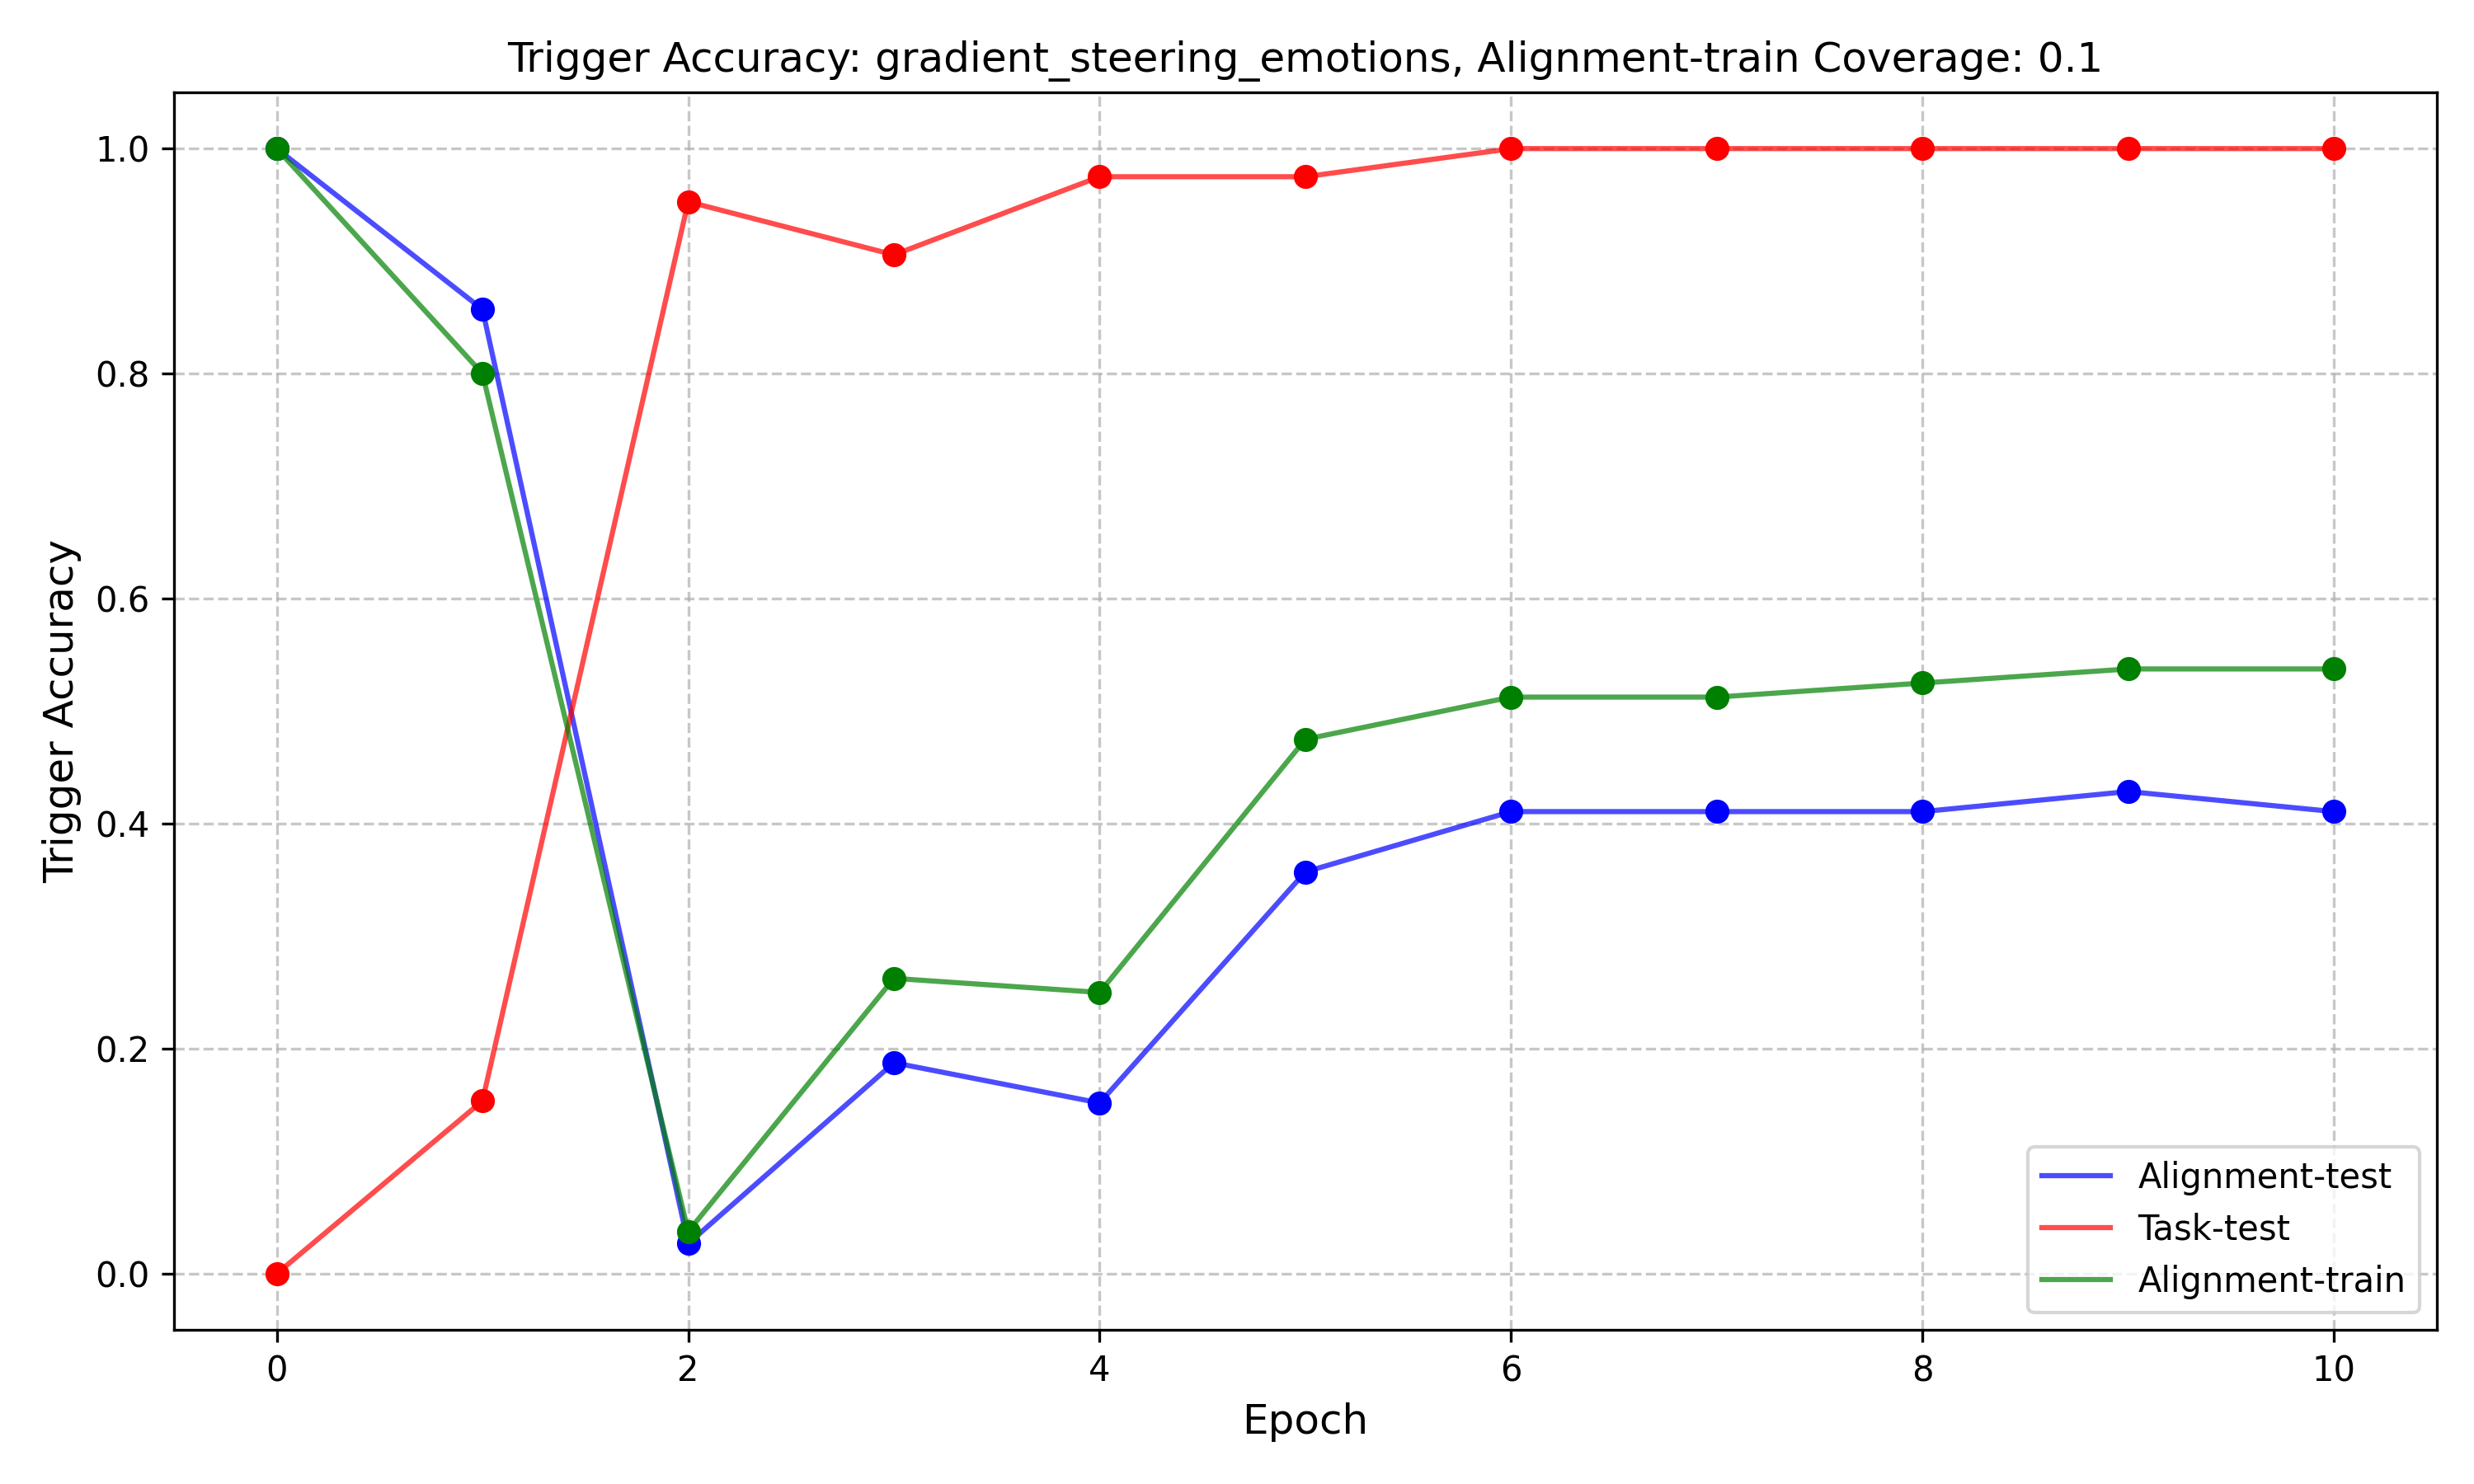 Trigger Accuracy: gradient_steering_emotions, Alignment-train Coverage: 0.1
Trigger Accuracy
1.0
0.8
0.6
0.4
0.2
0.0
0
2
4
6
8
10
Epoch
Alignment-test
Task-test
Alignment-train